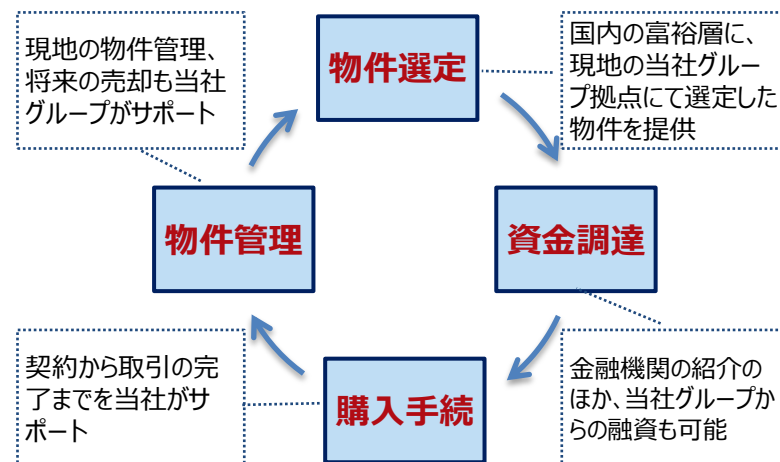 現地の物件管理、
将来の売却も当社
グループがサポート
物件選定
国内の富裕層に、
現地の当社グルー
プ拠点にて選定した
物件を提供
物件管理
資金調達
契約から取引の完
了までを当社がサ
ポート
購入手続
金融機関の紹介の
ほか、当社グループか
らの融資も可能